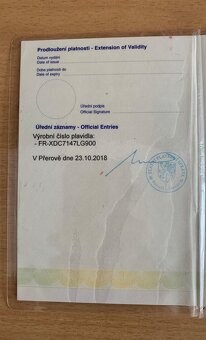 Prodloužení platnosti - Extension of Validity
Datum vydání
Date of issue
Doba platnosti do
Date of expiry
Úřední podpis
Official Signature
Úřední záznamy - Official Entries
Výrobní číslo plavidla:
- FR-XDC7147LG900
V Přerově dne 23.10.2018